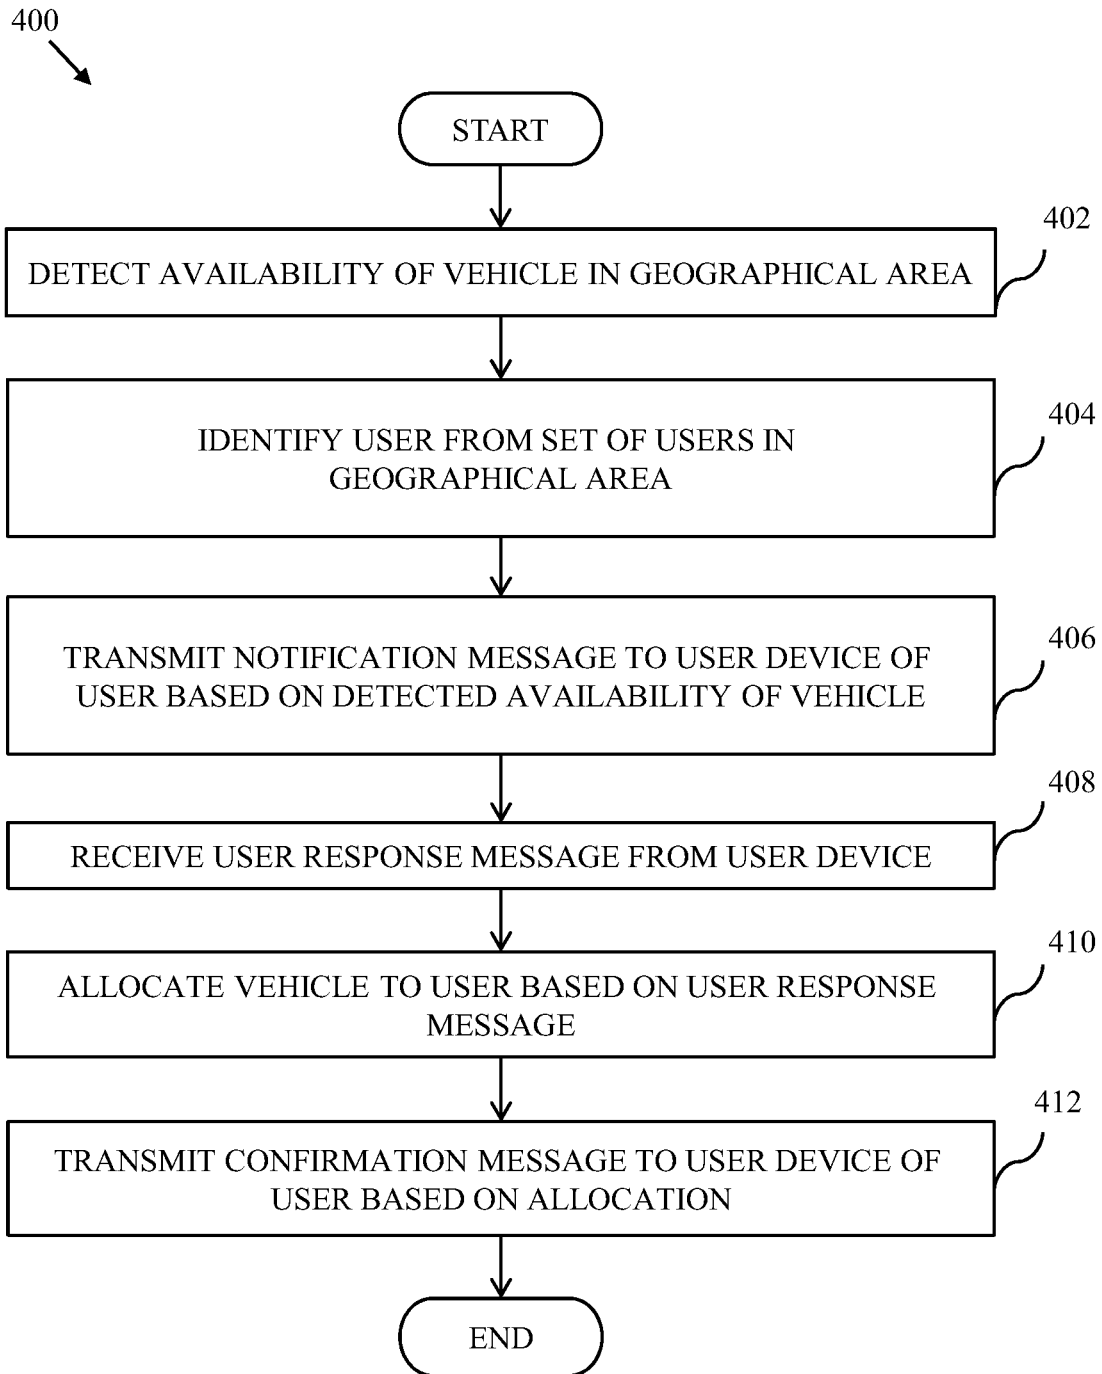 400
START
402
DETECT AVAILABILITY OF VEHICLE IN GEOGRAPHICAL AREA
404
IDENTIFY USER FROM SET OF USERS IN
GEOGRAPHICAL AREA
406
TRANSMIT NOTIFICATION MESSAGE TO USER DEVICE OF
USER BASED ON DETECTED AVAILABILITY OF VEHICLE
408
RECEIVE USER RESPONSE MESSAGE FROM USER DEVICE
410
ALLOCATE VEHICLE TO USER BASED ON USER RESPONSE
MESSAGE
412
TRANSMIT CONFIRMATION MESSAGE TO USER DEVICE OF
USER BASED ON ALLOCATION
END